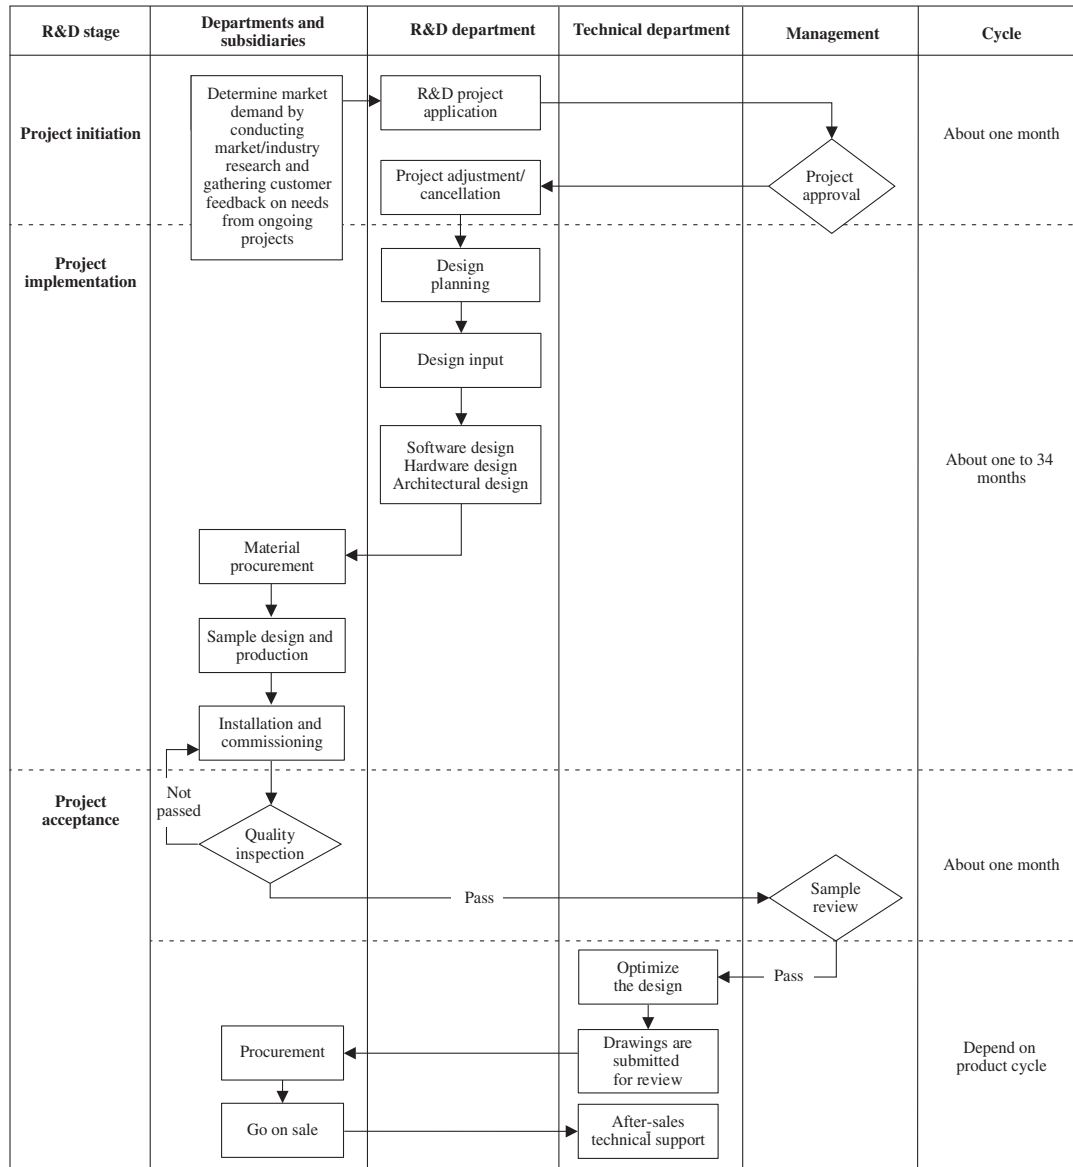 R&D stage
Departments and
subsidiaries
R&D department
Technical department
Management
Cycle
Project initiation
Determine market
demand by
conducting
market/industry
research and
gathering customer
feedback on needs
from ongoing
projects
R&D project
application
Project adjustment/
cancellation
Project
approval
About one month
Project
implementation
Design
planning
Design input
Software design
Hardware design
Architectural design
Material
procurement
Sample design and
production
Installation and
commissioning
About one to 34
months
Project
acceptance
Not
passed
Quality
inspection
Pass
Sample
review
About one month
Optimize
the design
Pass
Procurement
Drawings are
submitted
for review
Go on sale
After-sales
technical support
Depend on
product cycle